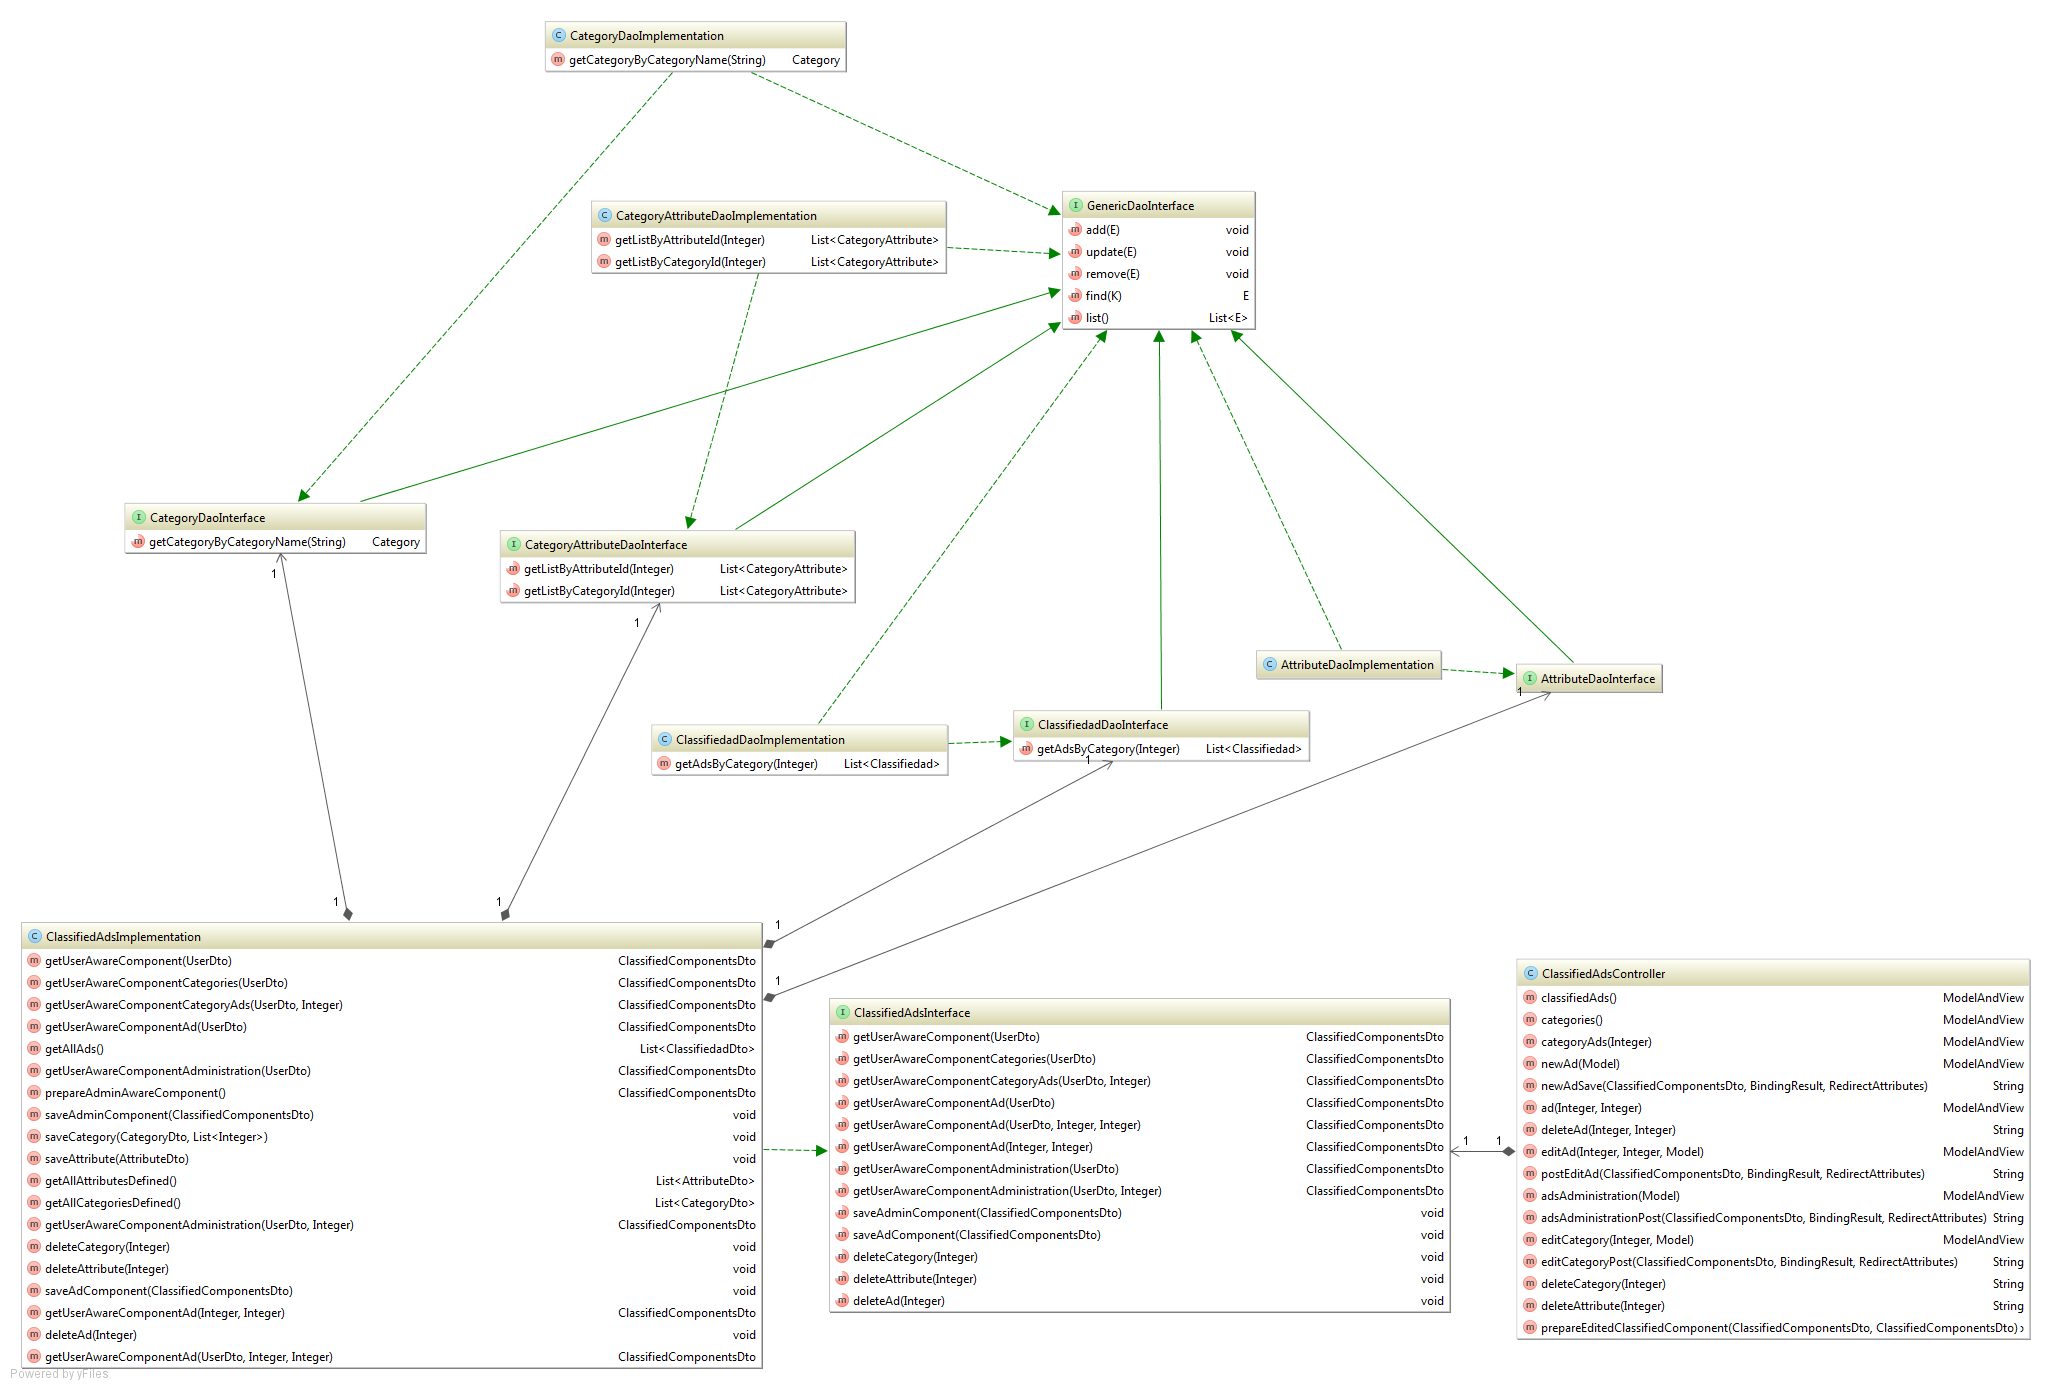 CategoryDaoImplementation
getCategoryByCategoryName(String) Category
CategoryAttributeDaoImplementation
getListByAttributeId(Integer) List<CategoryAttribute>
getListByCategoryId(Integer) List<CategoryAttribute>
GenericDaoInterface
add(E) void
update(E) void
remove(E) void
find(K) E
list() List<E>
CategoryDaoInterface
getCategoryByCategoryName(String) Category
1
CategoryAttributeDaoInterface
getListByAttributeId(Integer) List<CategoryAttribute>
getListByCategoryId(Integer) List<CategoryAttribute>
1
AttributeDaoImplementation
AttributeDaoInterface
1
ClassifiedadDaoImplementation
getAdsByCategory(Integer) List<Classifiedad>
ClassifiedadDaoInterface
getAdsByCategory(Integer) List<Classifiedad>
1
1
1
1
1
ClassifiedAdsImplementation
getUserAwareComponent(UserDto) ClassifiedComponentsDto
getUserAwareComponentCategories(UserDto) ClassifiedComponentsDto
getUserAwareComponentCategoryAds(UserDto, Integer) ClassifiedComponentsDto
getUserAwareComponentAd(UserDto) ClassifiedComponentsDto
getAllAds() List<ClassifiedadDto>
getUserAwareComponentAdministration(UserDto) ClassifiedComponentsDto
prepareAdminAwareComponent() ClassifiedComponentsDto
saveAdminComponent(ClassifiedComponentsDto) void
saveCategory(CategoryDto, List<Integer>) void
saveAttribute(AttributeDto) void
getAllAttributesDefined() List<AttributeDto>
getAllCategoriesDefined() List<CategoryDto>
getUserAwareComponentAdministration(UserDto, Integer) ClassifiedComponentsDto
deleteCategory(Integer) void
deleteAttribute(Integer) void
saveAdComponent(ClassifiedComponentsDto) void
getUserAwareComponentAd(Integer, Integer) ClassifiedComponentsDto
deleteAd(Integer) void
getUserAwareComponentAd(UserDto, Integer, Integer) ClassifiedComponentsDto
ClassifiedAdsInterface
getUserAwareComponent(UserDto) ClassifiedComponentsDto
getUserAwareComponentCategories(UserDto) ClassifiedComponentsDto
getUserAwareComponentCategoryAds(UserDto, Integer) ClassifiedComponentsDto
getUserAwareComponentAd(UserDto) ClassifiedComponentsDto
getUserAwareComponentAd(UserDto, Integer, Integer) ClassifiedComponentsDto
getUserAwareComponentAd(Integer, Integer) ClassifiedComponentsDto
getUserAwareComponentAdministration(UserDto) ClassifiedComponentsDto
getUserAwareComponentAdministration(UserDto, Integer) ClassifiedComponentsDto
saveAdminComponent(ClassifiedComponentsDto) void
saveAdComponent(ClassifiedComponentsDto) void
deleteCategory(Integer) void
deleteAttribute(Integer) void
deleteAd(Integer) void
1 1
ClassifiedAdsController
classifiedAds() ModelAndView
categories() ModelAndView
categoryAds(Integer) ModelAndView
newAd(Model) ModelAndView
newAdSave(ClassifiedComponentsDto, BindingResult, RedirectAttributes) String
ad(Integer, Integer) ModelAndView
deleteAd(Integer, Integer) String
editAd(Integer, Integer, Model) ModelAndView
postEditAd(ClassifiedComponentsDto, BindingResult, RedirectAttributes) String
adsAdministration(Model) ModelAndView
adsAdministrationPost(ClassifiedComponentsDto, BindingResult, RedirectAttributes) String
editCategory(Integer, Model) ModelAndView
editCategoryPost(ClassifiedComponentsDto, BindingResult, RedirectAttributes) String
deleteCategory(Integer) String
deleteAttribute(Integer) String
prepareEditedClassifiedComponent(ClassifiedComponentsDto, ClassifiedComponentsDto)
Powered by yFiles